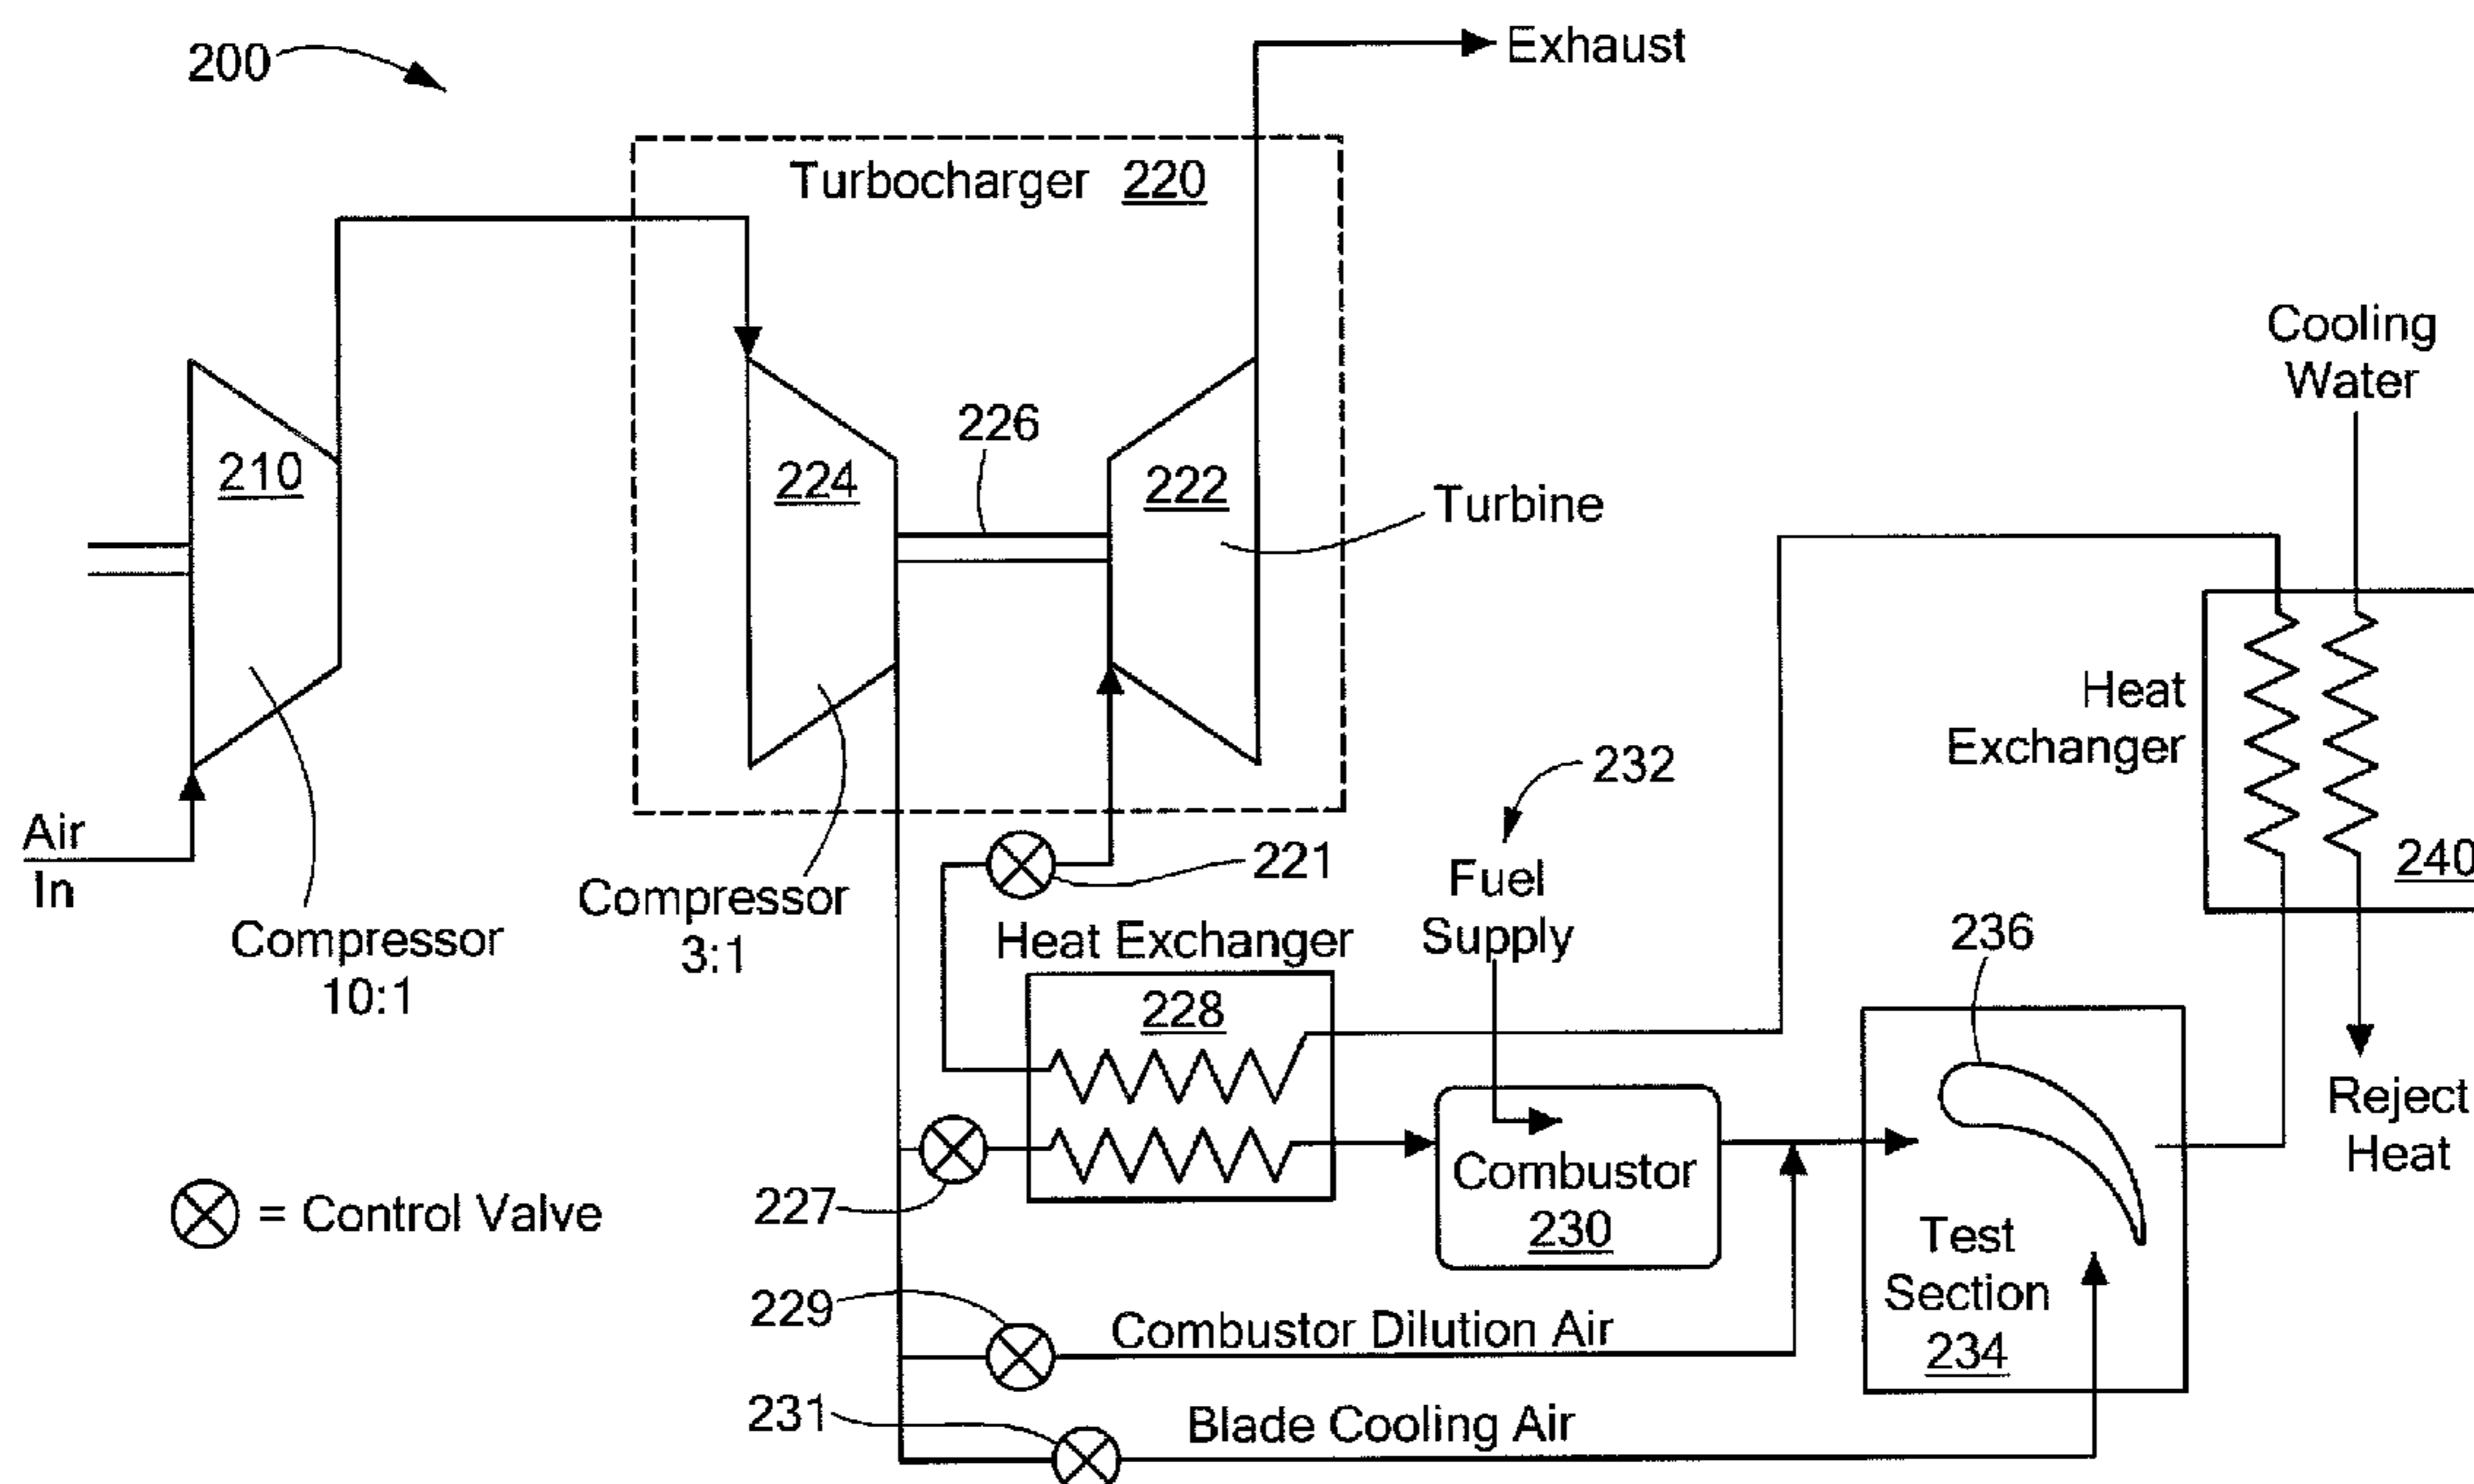 200
Exhaust
Turbocharger 220
Cooling
Water
226
210
224
222
Turbine
Heat
Exchanger
232
Air
In
221
Fuel
Supply
240
Compressor
3:1
Compressor
10:1
Heat Exchanger
236
228
Reject
Heat
Combustor
230
227
= Control Valve
Test
Section
234
229
Combustor Dilution Air
231
Blade Cooling Air